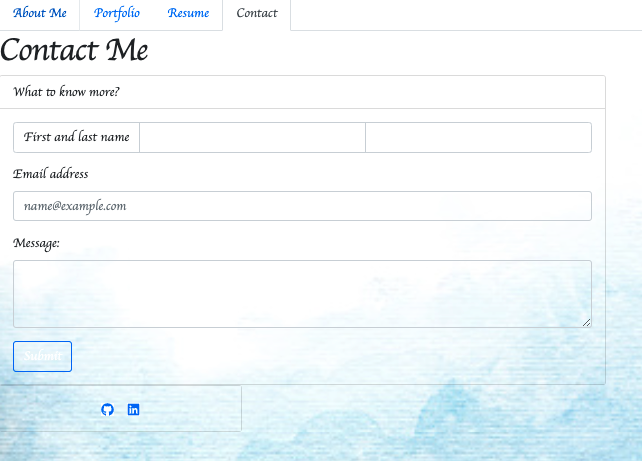 About Me Portfolio Resume Contact
Contact Me
What to know more?
First and last name
Email address
name@example.com
Message:
Submit